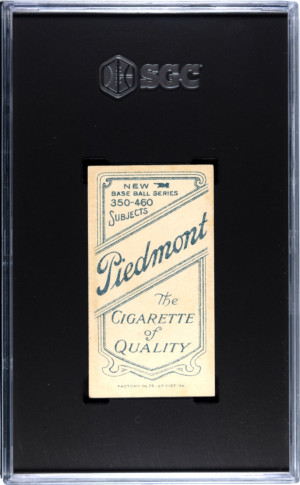 SGC
NEW
BASE BALL SERIES
350-460
SUBJECTS
Piedmont
The
CIGARETTE
of
QUALITY